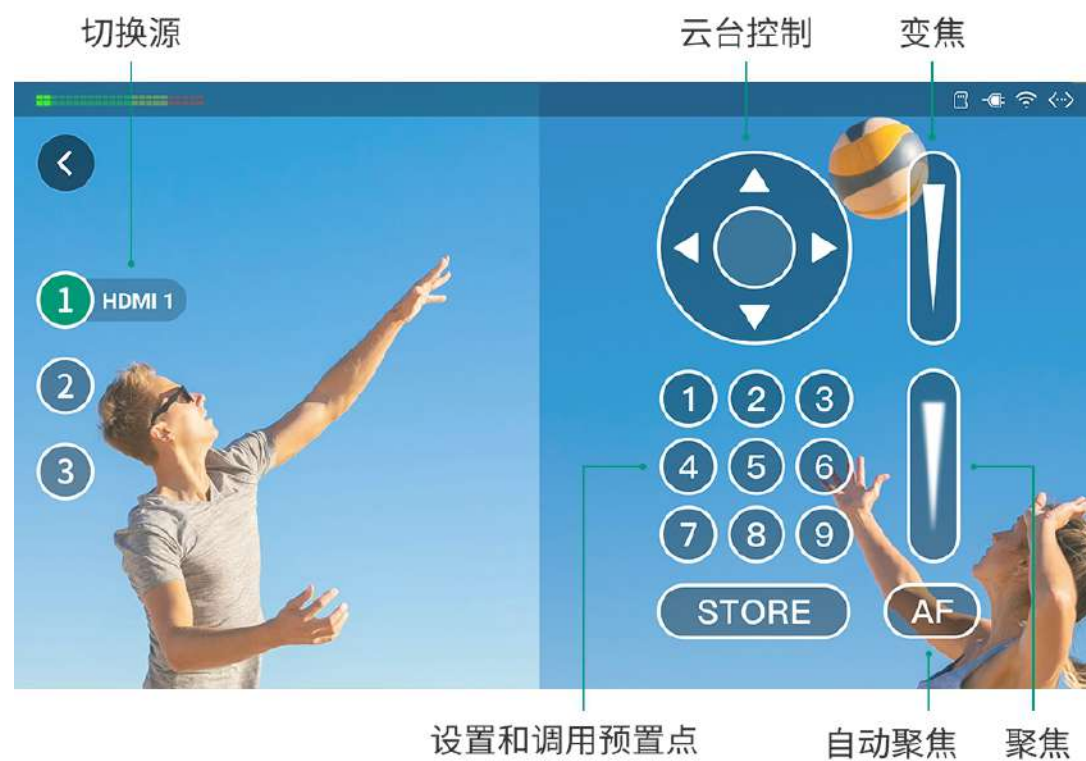 切换源
云台控制
变焦
1 HDMI 1
2
3
1 2 3
4 5 6
7 8 9
STORE
AF
设置和调用预置点
自动聚焦
聚焦